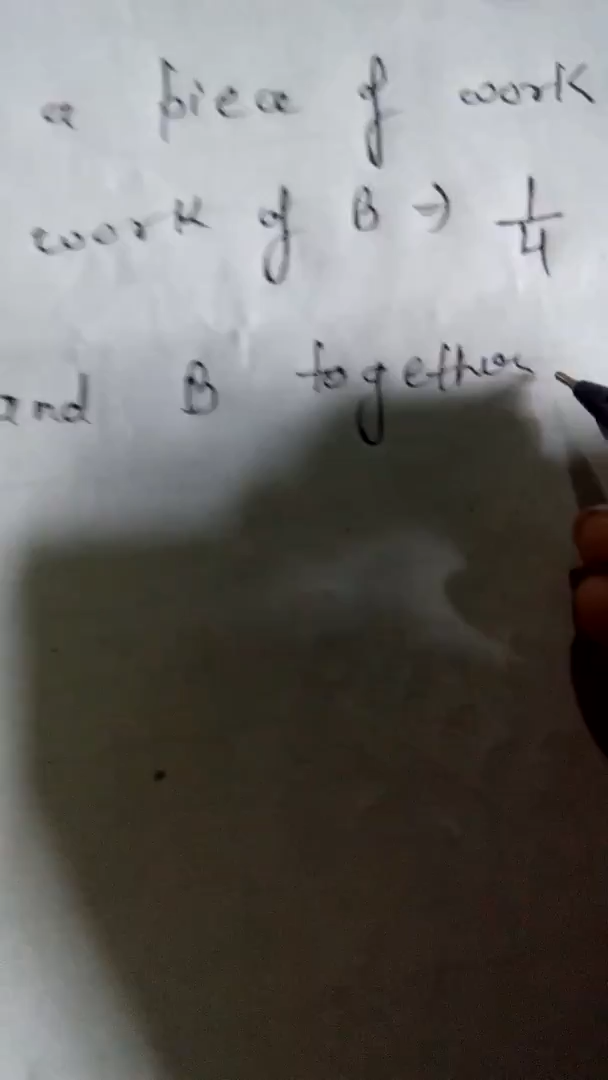 a piece of work
work of B → 1/4
and B together